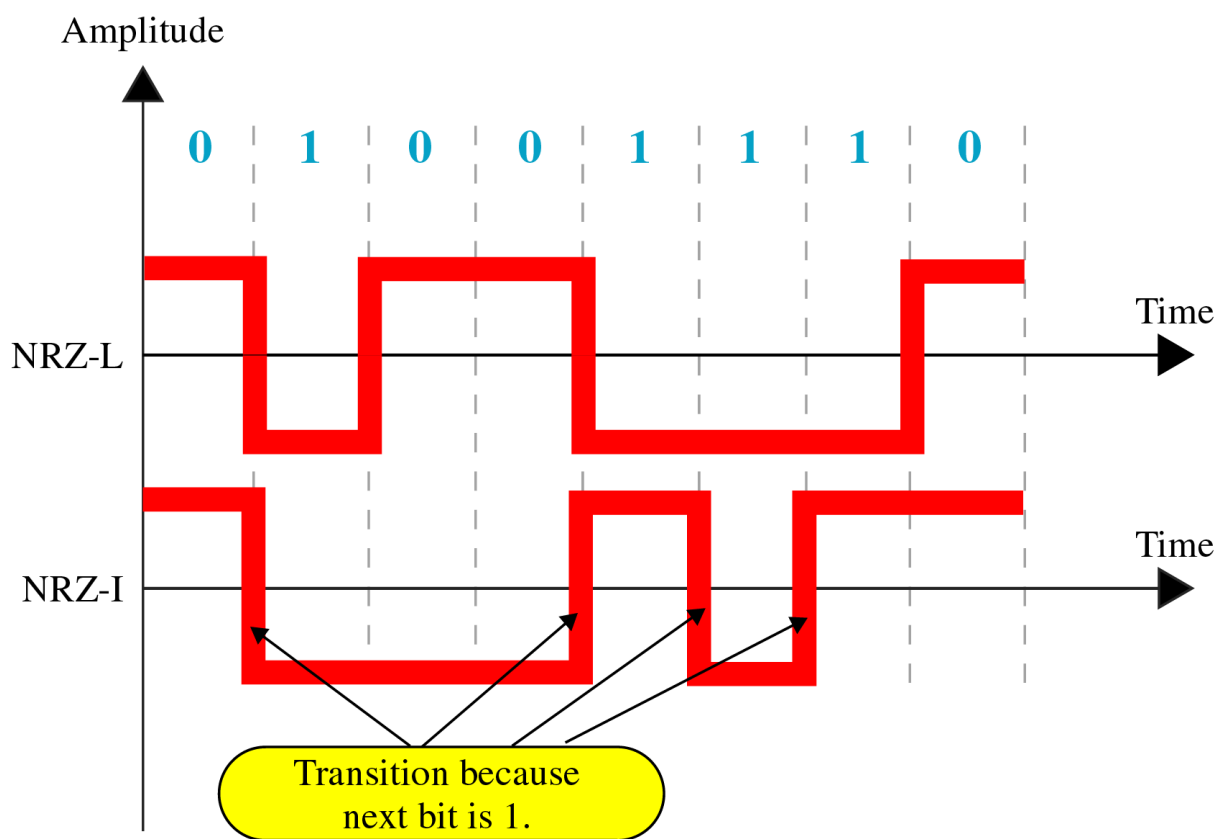 Amplitude
0 1 0 0 1 1 1 0
Time
NRZ-L
Time
NRZ-I
Transition because
next bit is 1.